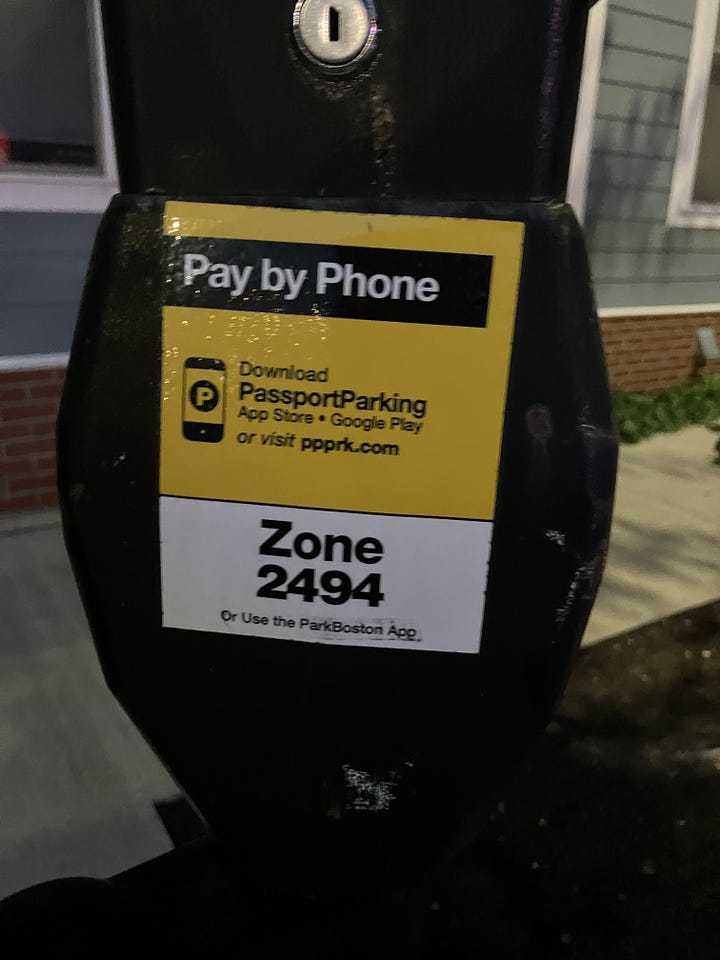 Pay by Phone
P
Download
PassportParking
App Store • Google Play
or visit ppprk.com
Zone
2494
Or Use the ParkBoston App